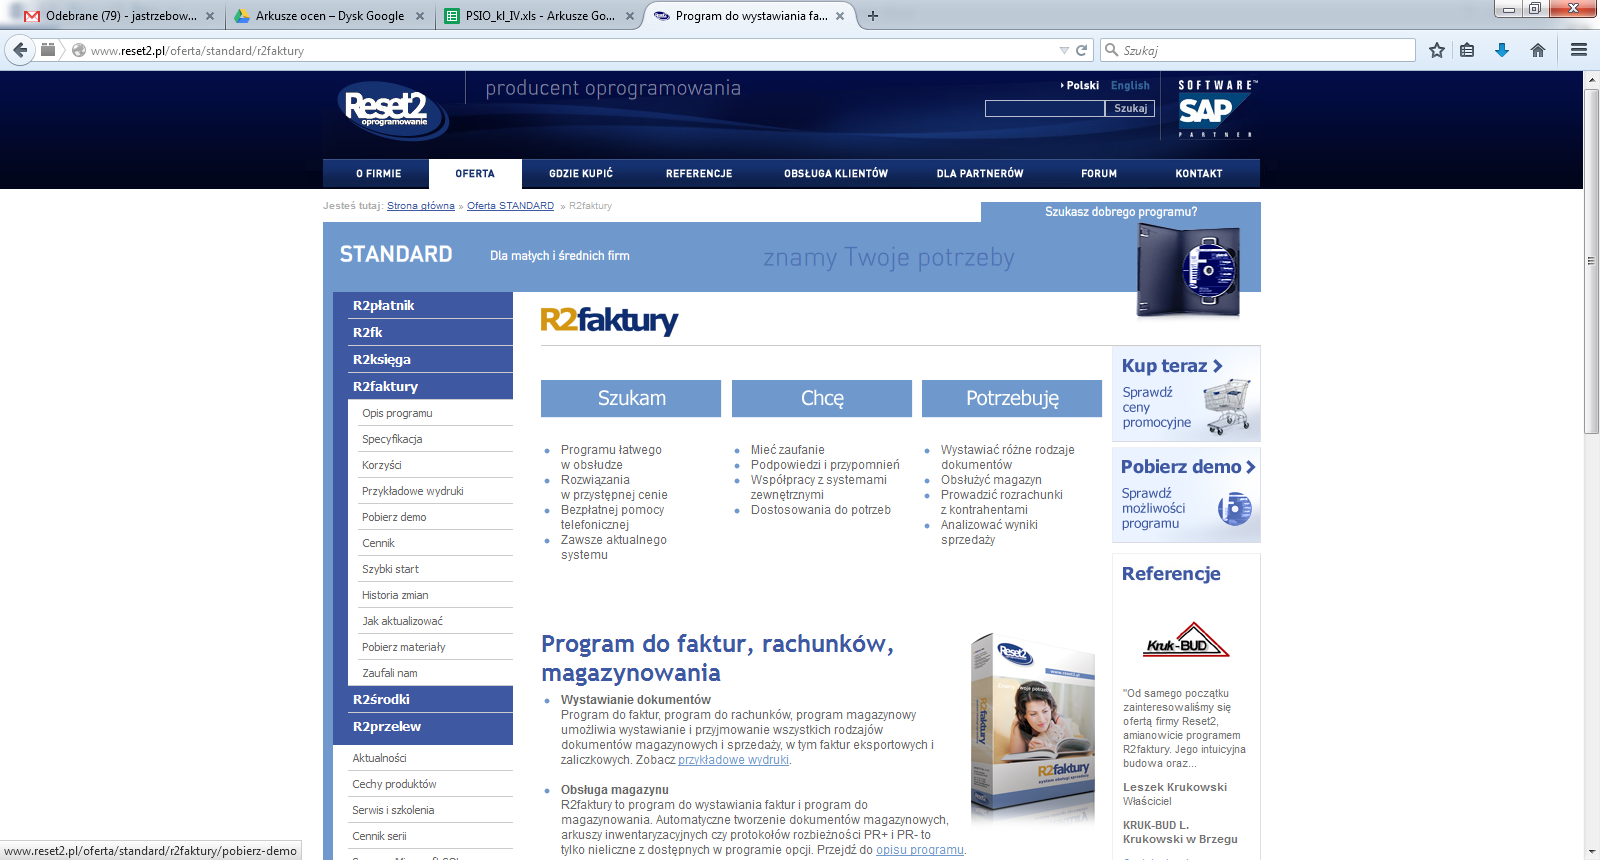 Odebrane (79) - jastrzebow...
Arkusze ocen – Dysk Google
PSIO_kl_IV.xls - Arkusze Go...
Program do wystawiania fa...
www.reset2.pl/oferta/standard/r2faktury
Szukaj
Reset2
oprogramowanie
producent oprogramowania
Polski English
Szukaj
SOFTWARE™
SAP
PARTNER
O FIRMIE
OFERTA
GDZIE KUPIĆ
REFERENCJE
OBSŁUGA KLIENTÓW
DLA PARTNERÓW
FORUM
KONTAKT
Jesteś tutaj: Strona główna » Oferta STANDARD » R2faktury
Szukasz dobrego programu?
STANDARD
Dla małych i średnich firm
znamy Twoje potrzeby
R2płatnik
R2fk
R2księga
R2faktury
Opis programu
Specyfikacja
Korzyści
Przykładowe wydruki
Pobierz demo
Cennik
Szybki start
Historia zmian
Jak aktualizować
Pobierz materiały
Zaufali nam
R2środki
R2przelew
Aktualności
Cechy produktów
Serwis i szkolenia
Cennik serii
R2faktury
Szukam
Programu łatwego
w obsłudze
Rozwiązania
w przystępnej cenie
Bezpłatnej pomocy
telefonicznej
Zawsze aktualnego
systemu
Chcę
Mieć zaufanie
Podpowiedzi i przypomnień
Współpracy z systemami
zewnętrznymi
Dostosowania do potrzeb
Potrzebuję
Wystawiać różne rodzaje
dokumentów
Obsłużyć magazyn
Prowadzić rozrachunki
z kontrahentami
Analizować wyniki
sprzedaży
Program do faktur, rachunków,
magazynowania
Wystawianie dokumentów
Program do faktur, program do rachunków, program magazynowy
umożliwia wystawianie i przyjmowanie wszystkich rodzajów
dokumentów magazynowych i sprzedaży, w tym faktur eksportowych i
zaliczkowych. Zobacz przykładowe wydruki.
Obsługa magazynu
R2faktury to program do wystawiania faktur i program do
magazynowania. Automatyczne tworzenie dokumentów magazynowych,
arkuszy inwentaryzacyjnych czy protokołów rozbieżności PR+ i PR- to
tylko nieliczne z dostępnych w programie opcji. Przejdź do opisu programu.
Reset2
www.reset2.pl
R2faktury
R2faktury
system obsługi sprzedaży
Kup teraz
Sprawdź
ceny
promocyjne
Pobierz demo
Sprawdź
możliwości
programu
Referencje
Kruk-BUD
"Od samego początku
zainteresowaliśmy się
ofertą firmy Reset2,
amianowicie programem
R2faktury. Jego intuicyjna
budowa oraz...
Leszek Krukowski
Właściciel
KRUK-BUD L.
Krukowski w Brzegu
www.reset2.pl/oferta/standard/r2faktury/pobierz-demo